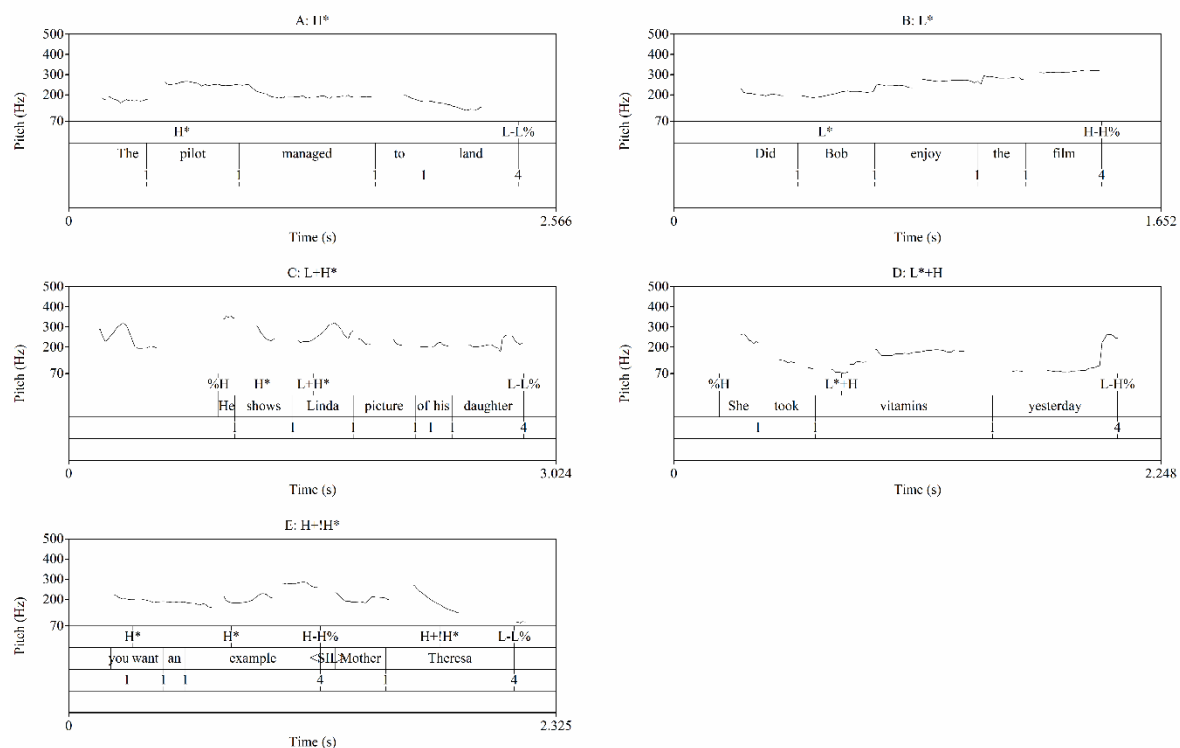 A: H*
500
400
300
200
70
Pitch (Hz)
H* L-L%
The pilot managed to land
1 1 1 1 4
0 2.566
Time (s)
B: L*
500
400
300
200
70
Pitch (Hz)
L* H-H%
Did Bob enjoy the film
1 1 1 1 4
0 1.652
Time (s)
C: L+H*
500
400
300
200
70
Pitch (Hz)
%H H* L+H* L-L%
He shows Linda picture of his daughter
1 1 1 1 1 1 4
0 3.024
Time (s)
D: L*+H
500
400
300
200
70
Pitch (Hz)
%H L*+H L-H%
She took vitamins yesterday
1 1 1 4
0 2.248
Time (s)
E: H+!H*
500
400
300
200
70
Pitch (Hz)
H* H* H-H% H+!H* L-L%
you want an example <SIL> Mother Theresa
1 1 1 4 1 4
0 2.325
Time (s)